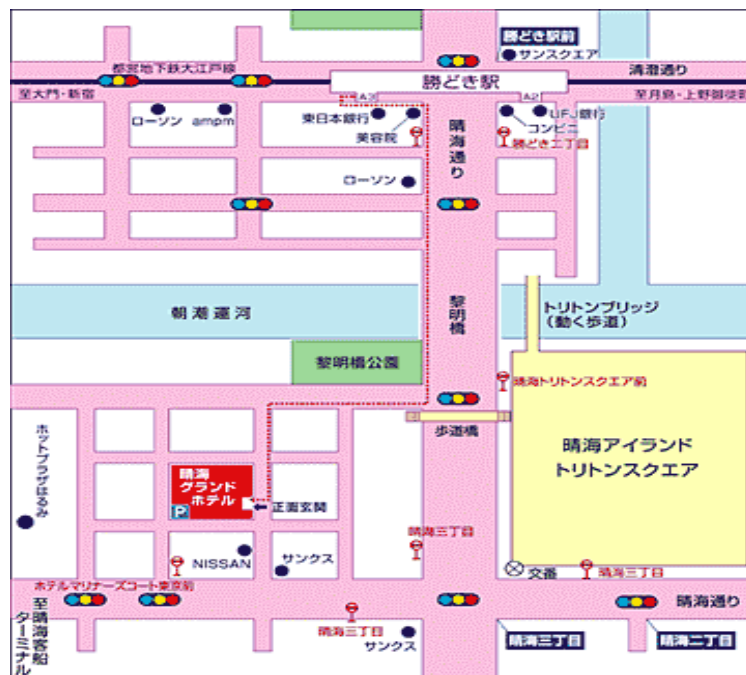 勝どき駅前
サンスクエア
都営地下鉄大江戸線
清澄通り
勝どき駅
至大門・新宿
A3
A2
至月島・上野御徒町
ローソン
ampm
東日本銀行
美容院
UFJ銀行
コンビニ
勝どき二丁目
晴海通り
ローソン
朝潮運河
黎明橋
トリトンブリッジ
(動く歩道)
黎明橋公園
晴海トリトンスクエア前
歩道橋
ホットプラザはるみ
晴海アイランド
トリトンスクエア
晴海
グランド
ホテル
P
正面玄関
晴海三丁目
NISSAN
サンクス
交番
晴海三丁目
ホテルマリナーズコート東京前
晴海通り
至晴海客船
ターミナル
晴海三丁目
サンクス
晴海三丁目
晴海二丁目